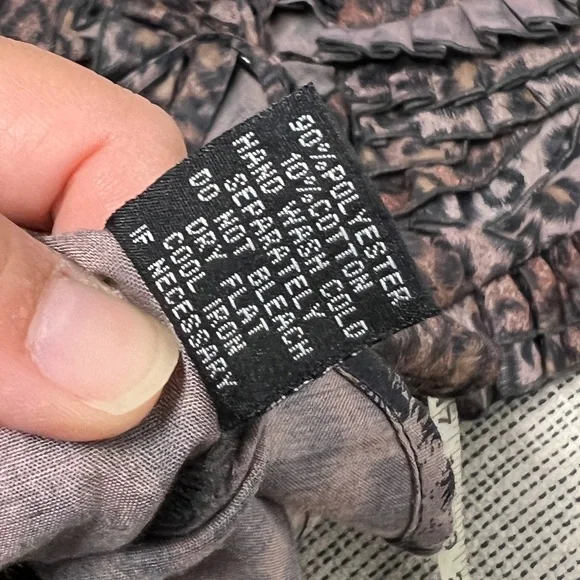 90%POLYESTER
10%COTTON
HAND WASH COLD
SEPARATELY
DO NOT BLEACH
DRY FLAT
COOL IRON
IF NECESSARY